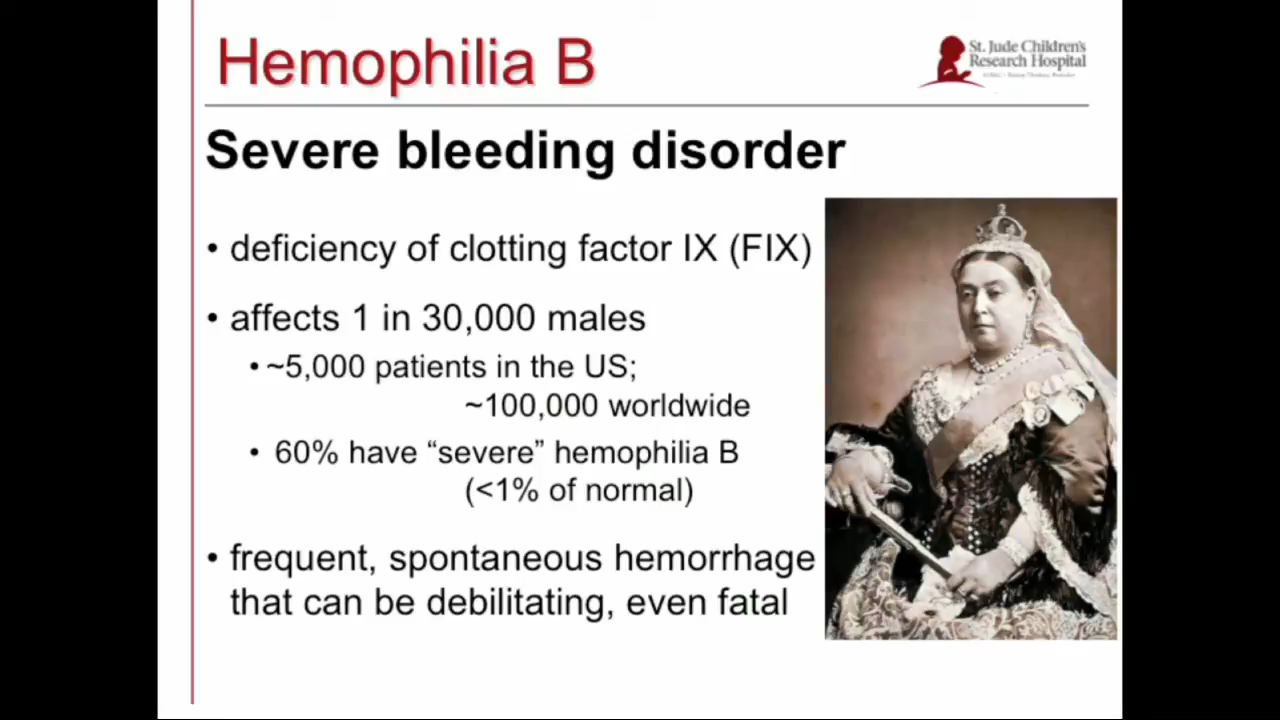 Hemophilia B
St. Jude Children's
Research Hospital
Severe bleeding disorder
• deficiency of clotting factor IX (FIX)
• affects 1 in 30,000 males
• ~5,000 patients in the US;
~100,000 worldwide
• 60% have “severe” hemophilia B
(<1% of normal)
• frequent, spontaneous hemorrhage
that can be debilitating, even fatal